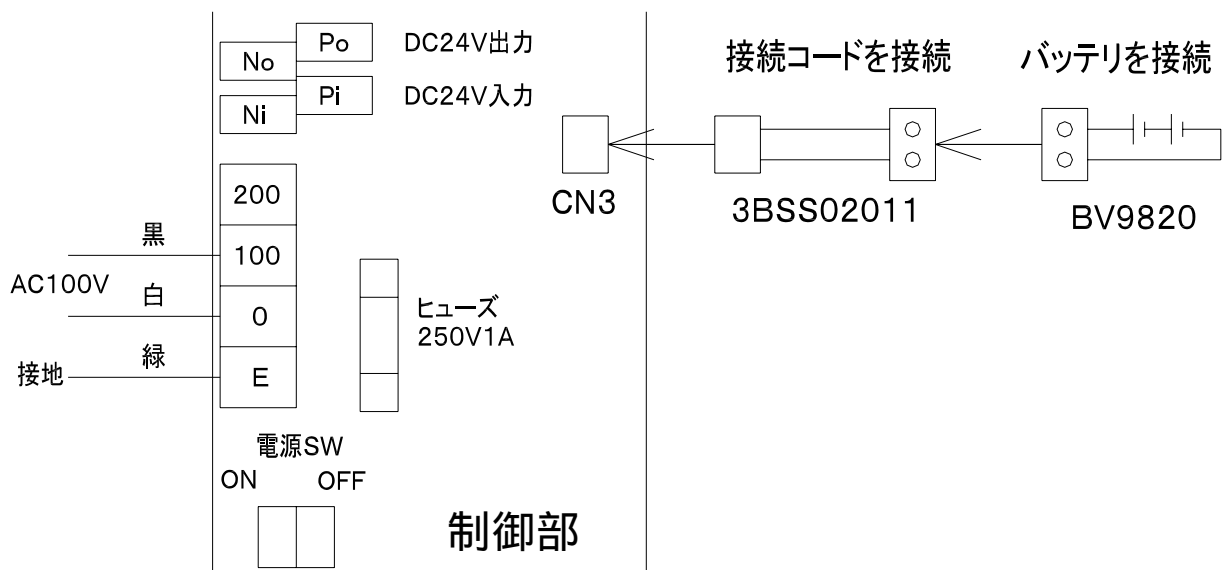 Po
DC24V出力
No
Pi
DC24V入力
Ni
接続コードを接続
バッテリを接続
CN3
3BSS02011
BV9820
200
黒
100
AC100V
白
0
ヒューズ
250V1A
緑
接地
E
電源SW
ON
OFF
制御部